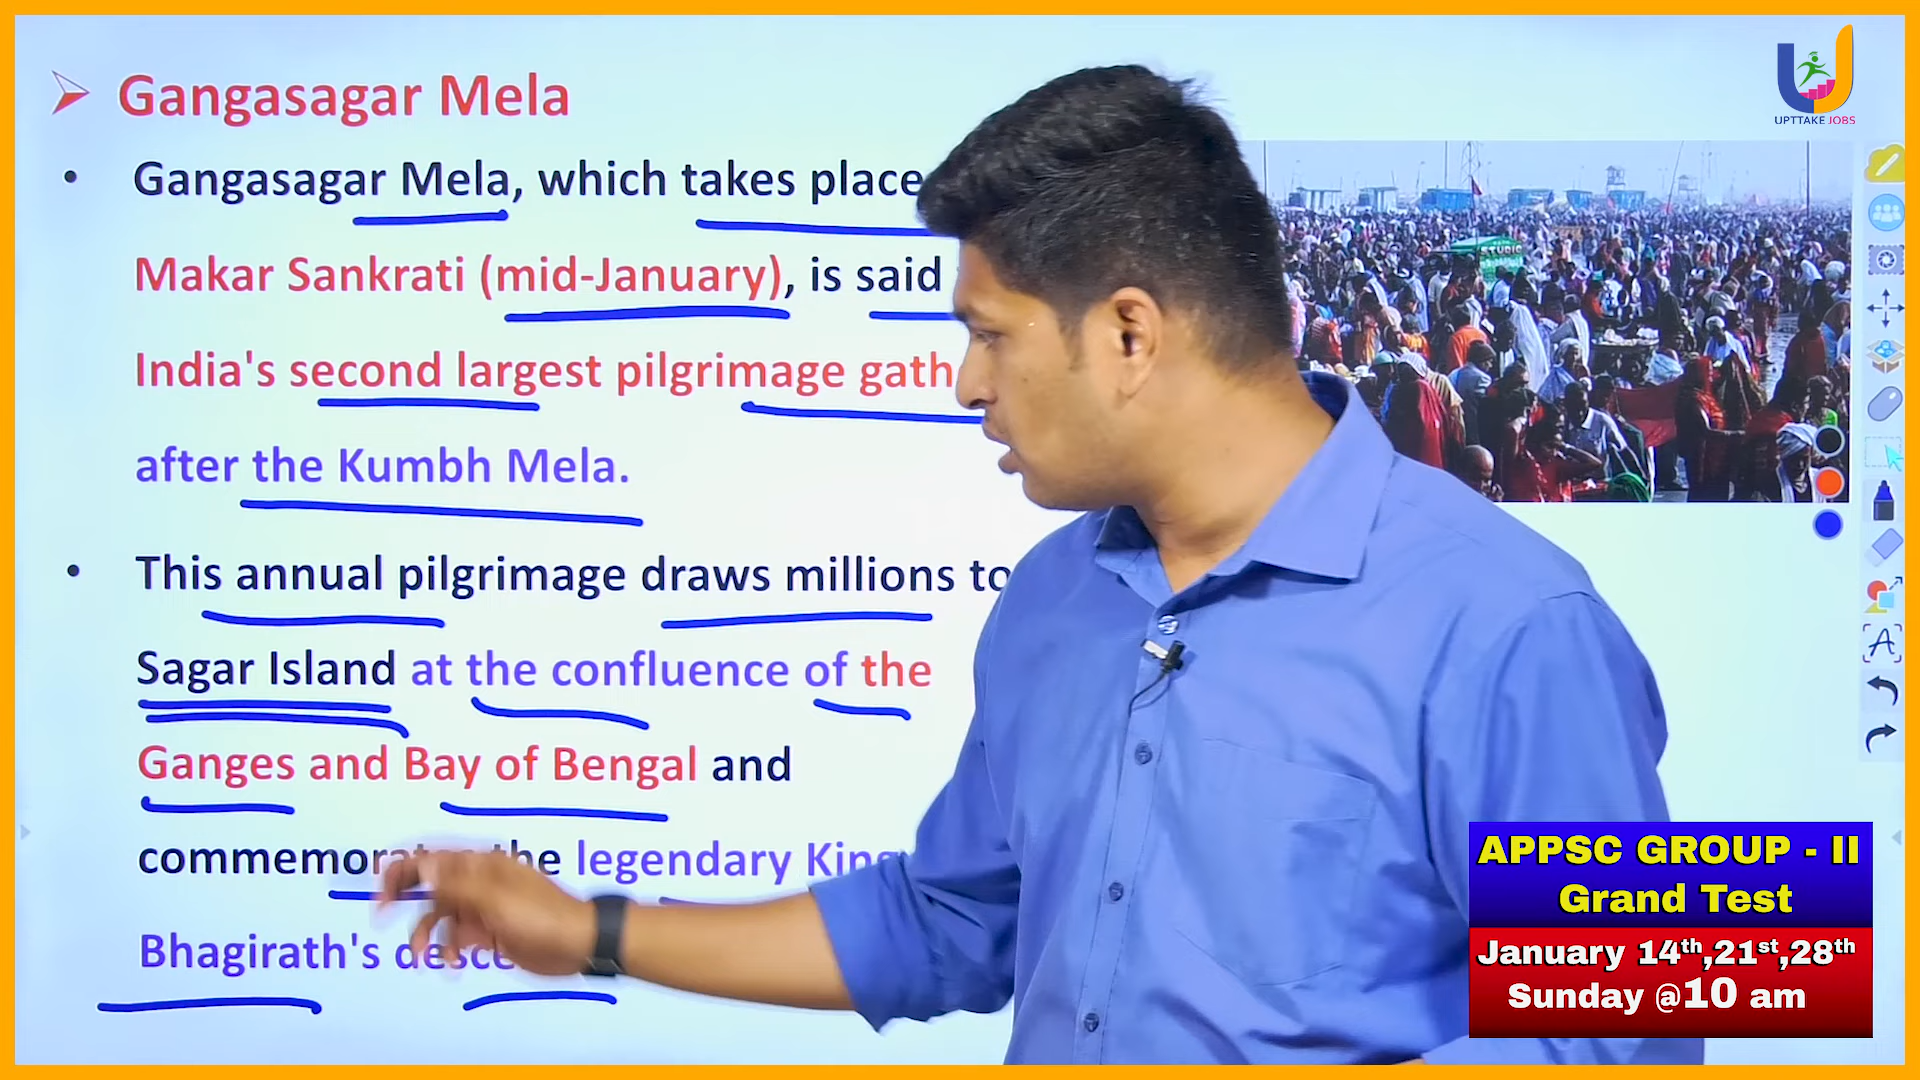 Gangasagar Mela
Gangasagar Mela, which takes place
Makar Sankrati (mid-January), is said
India's second largest pilgrimage
after the Kumbh Mela.
This annual pilgrimage draws millions to
Sagar Island at the confluence of the
Ganges and Bay of Bengal and
commemorates the legendary King
Bhagirath's
UPTTAKE JOBS
STUDIO
A
APPSC GROUP - II
Grand Test
January 14th,21st,28th
Sunday @10 am